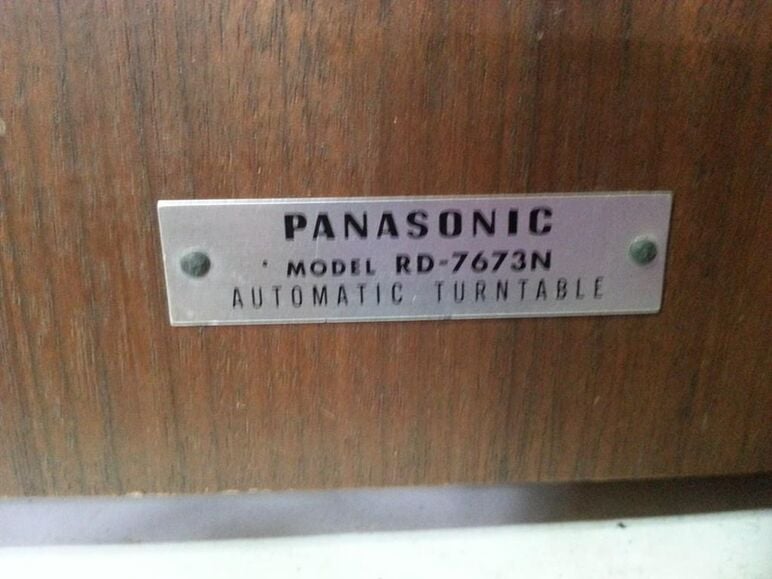 PANASONIC
MODEL RD-7673N
AUTOMATIC TURNTABLE